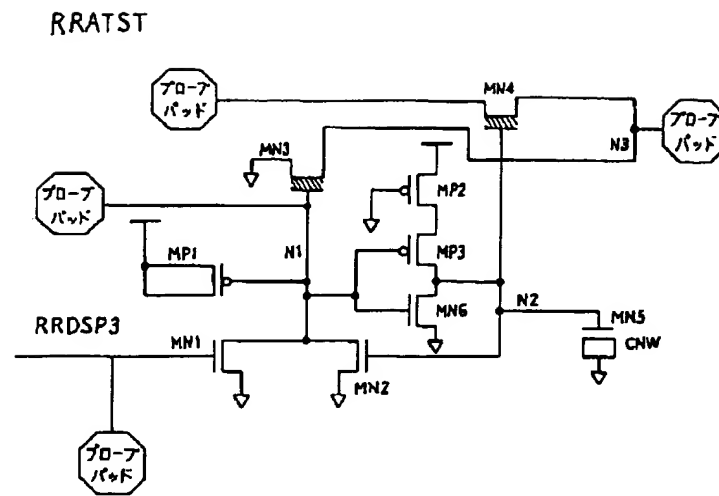 RRATST
プローブ
パッド
MN4
プローブ
パッド
N3
MN3
MP2
プローブ
パッド
MP1
N1
MP3
MN6
N2
MN5
CNW
RRDSP3
MN1
MN2
プローブ
パッド